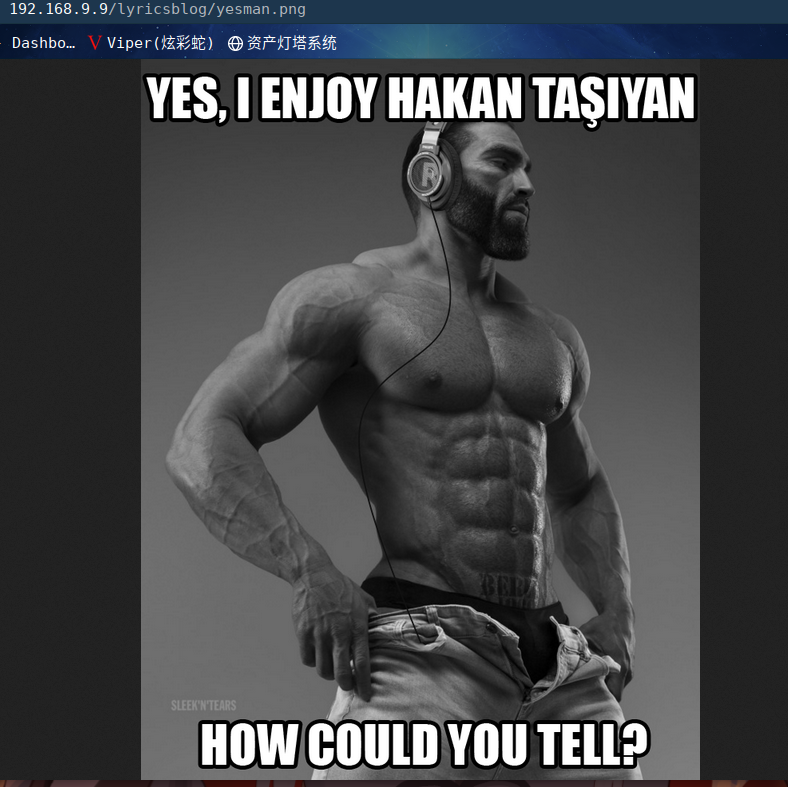 192.168.9.9/lyricsblog/yesman.png
Dashbo… V Viper(炫彩蛇) 资产灯塔系统
YES, I ENJOY HAKAN TAŞIYAN
R
SLEEK'N'TEARS
HOW COULD YOU TELL?